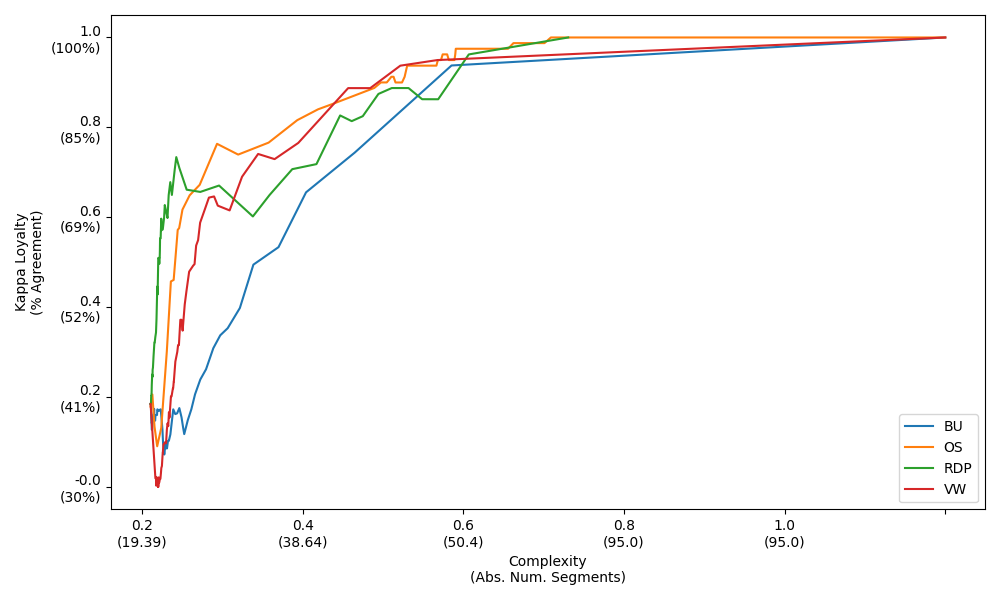 1.0
(100%)
0.8
(85%)
0.6
(69%)
0.4
(52%)
0.2
(41%)
-0.0
(30%)
Kappa Loyalty
(% Agreement)
0.2
(19.39)
0.4
(38.64)
0.6
(50.4)
0.8
(95.0)
1.0
(95.0)
Complexity
(Abs. Num. Segments)
BU
OS
RDP
VW